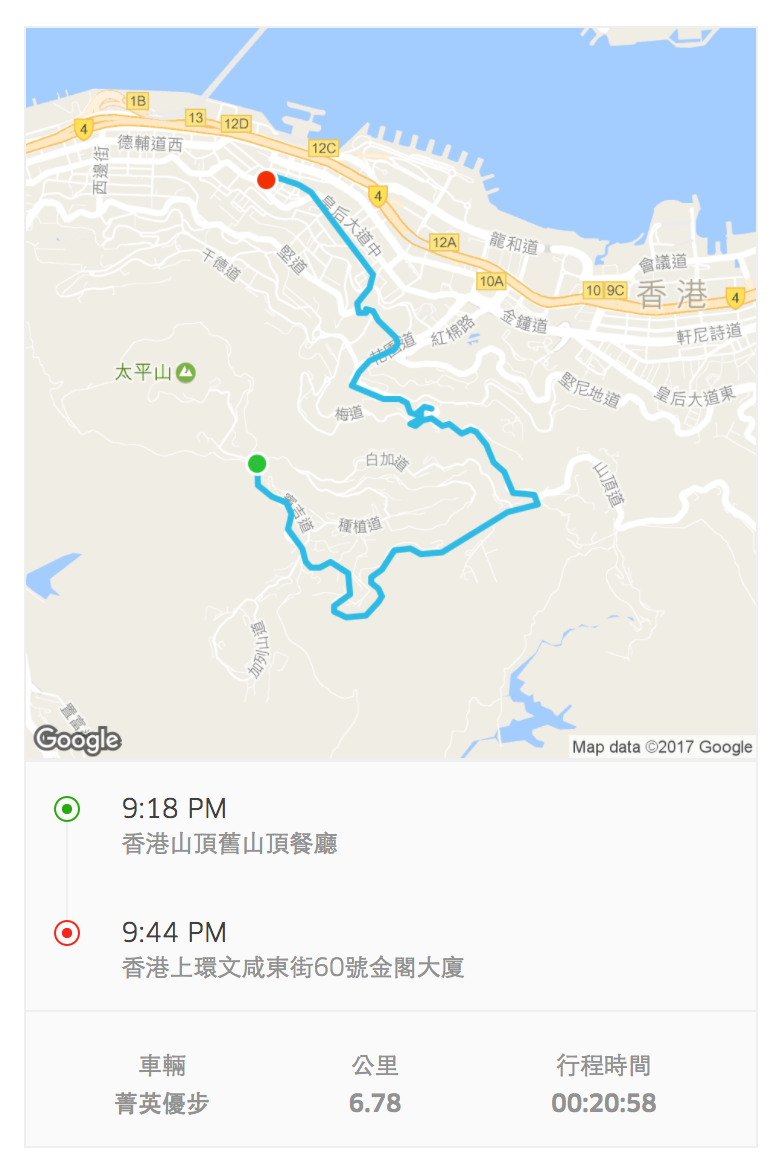 1B
13
12D
4
德輔道西
西邊街
12C
皇后大道中
4
12A
龍和道
會議道
干德道
堅道
10A
10
9C
香港
4
紅棉路
金鐘道
軒尼詩道
花園道
太平山
堅尼地道
皇后大道東
梅道
白加道
山頂道
賓吉道
種植道
加列山道
置富
Google
Map data ©2017 Google
9:18 PM
香港山頂舊山頂餐廳
9:44 PM
香港上環文咸東街60號金閣大廈
車輛 公里 行程時間
菁英優步 6.78 00:20:58